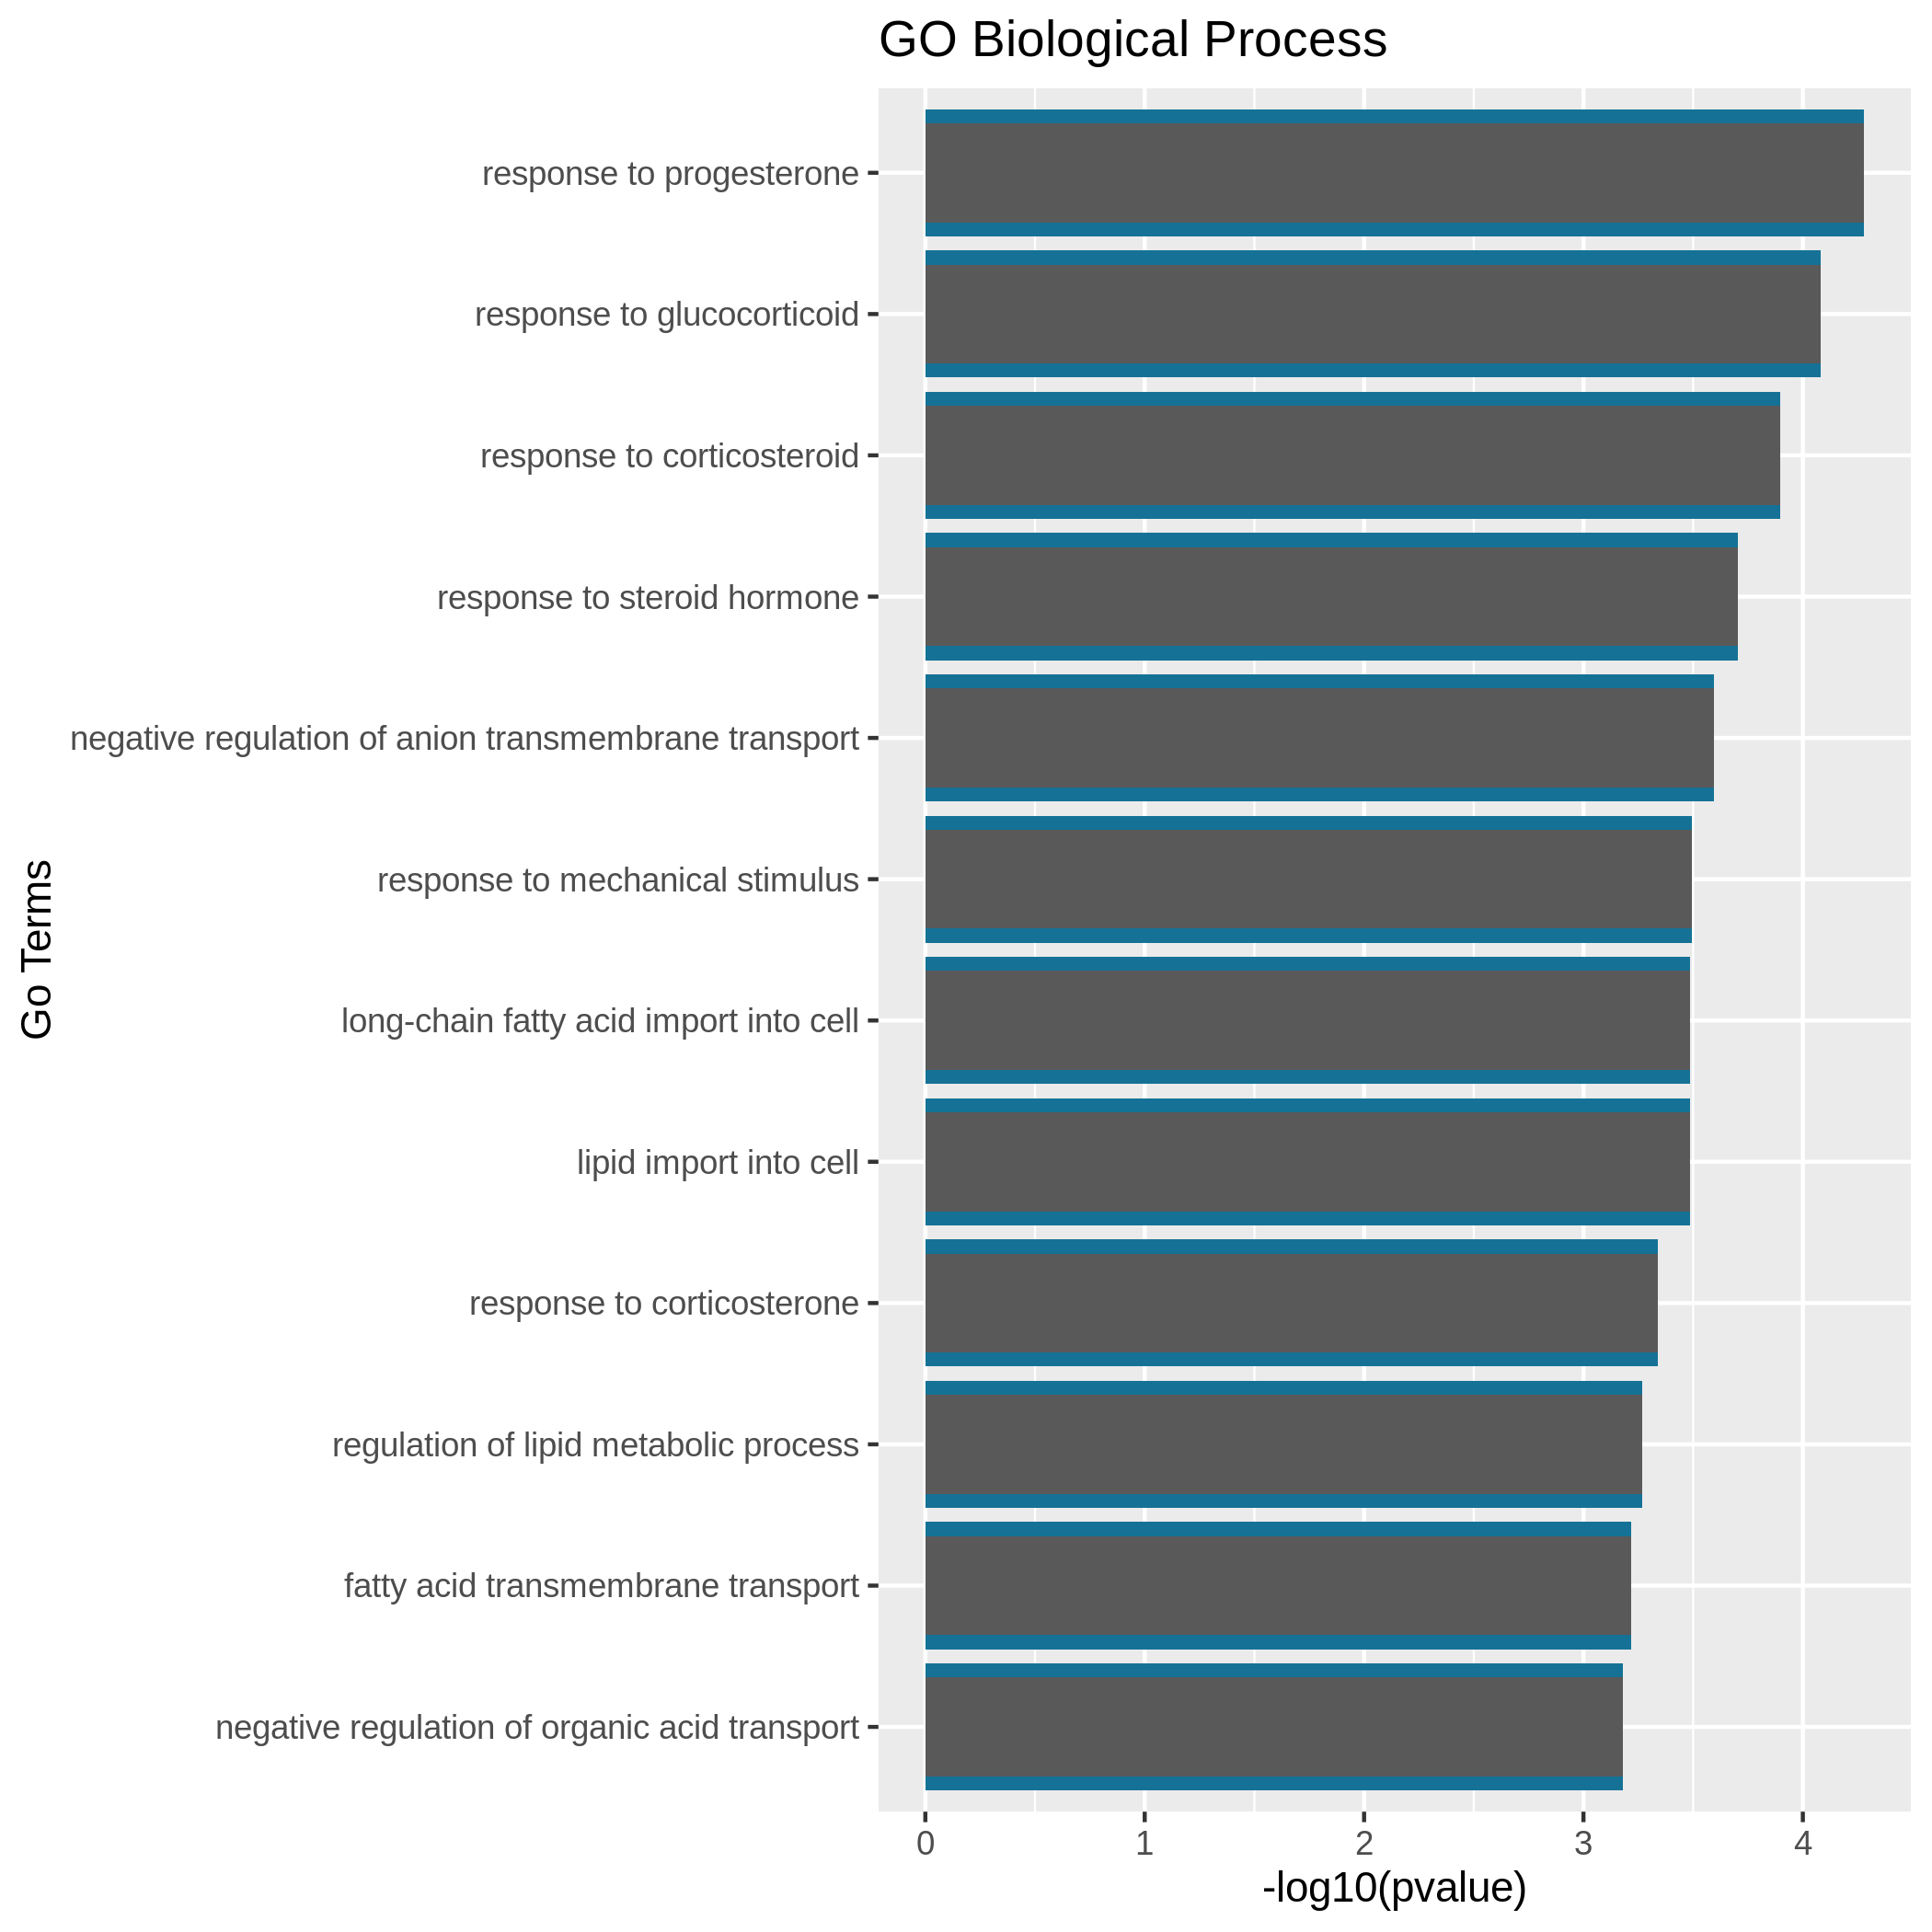 GO Biological Process
response to progesterone
response to glucocorticoid
response to corticosteroid
response to steroid hormone
negative regulation of anion transmembrane transport
response to mechanical stimulus
long-chain fatty acid import into cell
lipid import into cell
response to corticosterone
regulation of lipid metabolic process
fatty acid transmembrane transport
negative regulation of organic acid transport
Go Terms
0 1 2 3 4
-log10(pvalue)